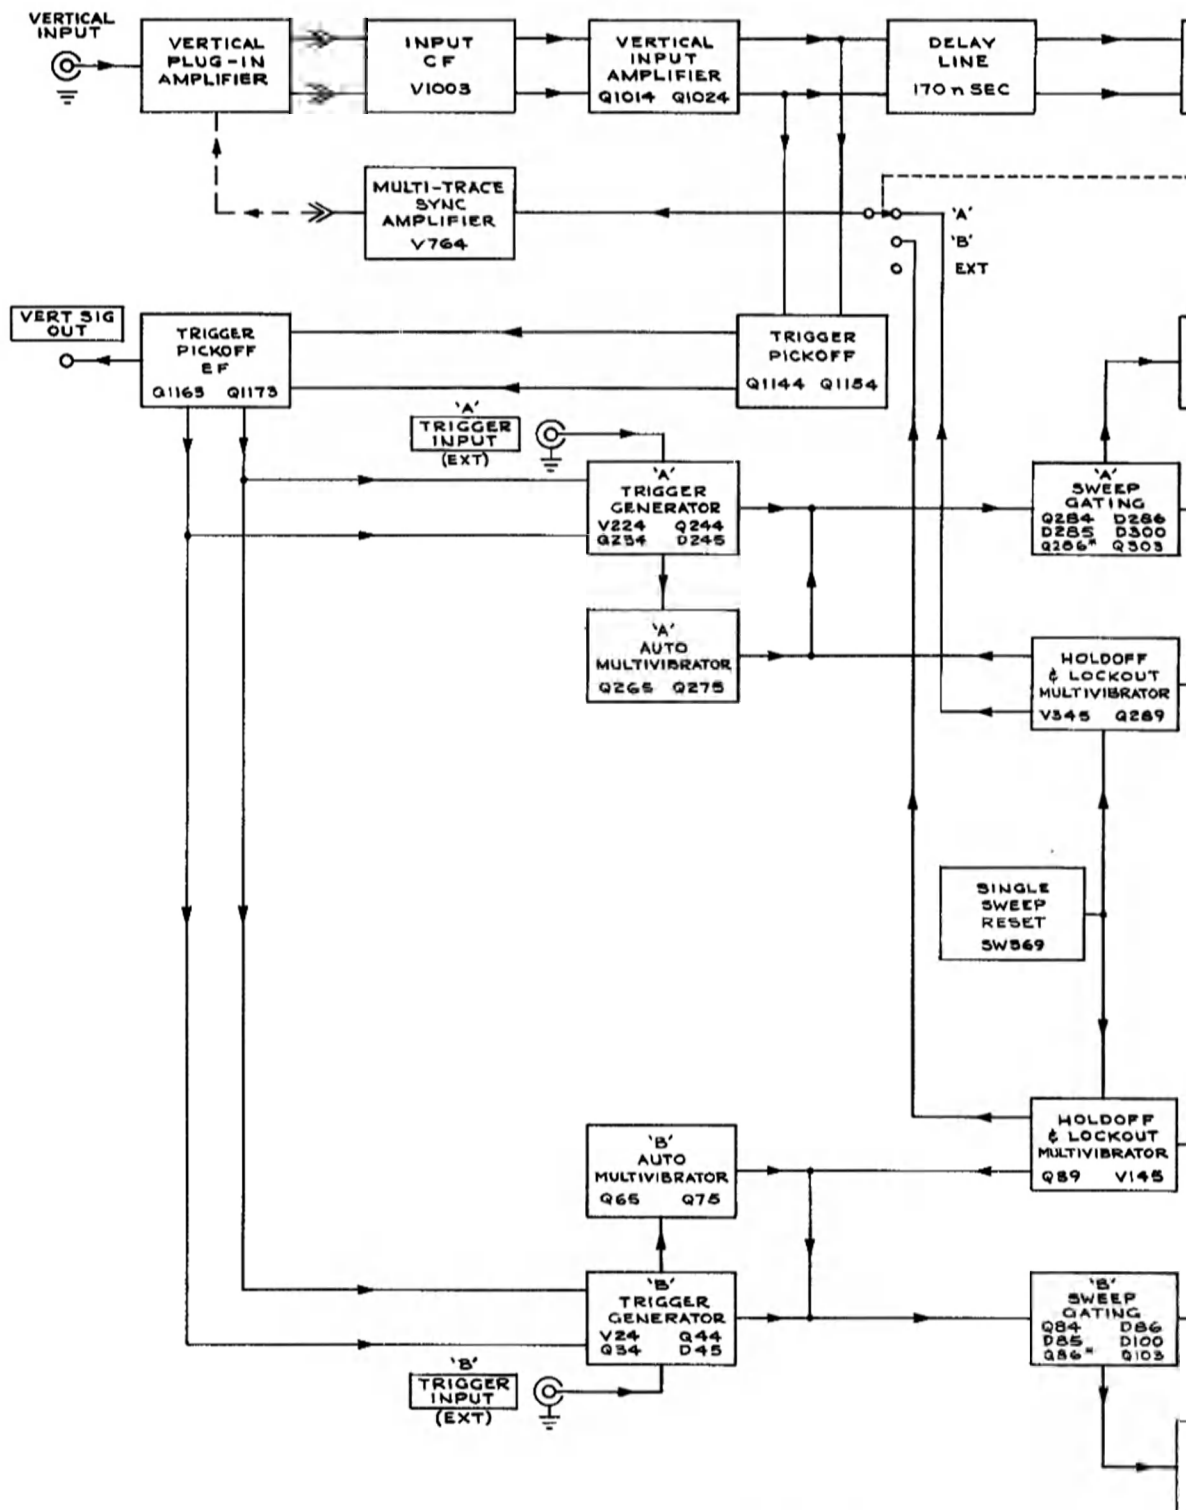 VERTICAL
INPUT
VERTICAL
PLUG-IN
AMPLIFIER
INPUT
CF
V1003
VERTICAL
INPUT
AMPLIFIER
Q1014 Q1024
DELAY
LINE
170 n SEC
MULTI-TRACE
SYNC
AMPLIFIER
V764
'A'
'B'
EXT
VERT SIG
OUT
TRIGGER
PICKOFF
EF
Q1163 Q1173
TRIGGER
PICKOFF
Q1144 Q1154
'A'
TRIGGER
INPUT
(EXT)
'A'
TRIGGER
GENERATOR
V224 Q244
Q234 D245
'A'
SWEEP
GATING
Q284 D286
D285 D300
Q286* Q303
'A'
AUTO
MULTIVIBRATOR
Q265 Q275
HOLDOFF
& LOCKOUT
MULTIVIBRATOR
V345 Q289
SINGLE
SWEEP
RESET
SW369
HOLDOFF
& LOCKOUT
MULTIVIBRATOR
Q89 V145
'B'
AUTO
MULTIVIBRATOR
Q65 Q75
'B'
TRIGGER
GENERATOR
V24 Q44
Q34 D45
'B'
SWEEP
GATING
Q84 D86
D85 D100
Q86* Q103
'B'
TRIGGER
INPUT
(EXT)